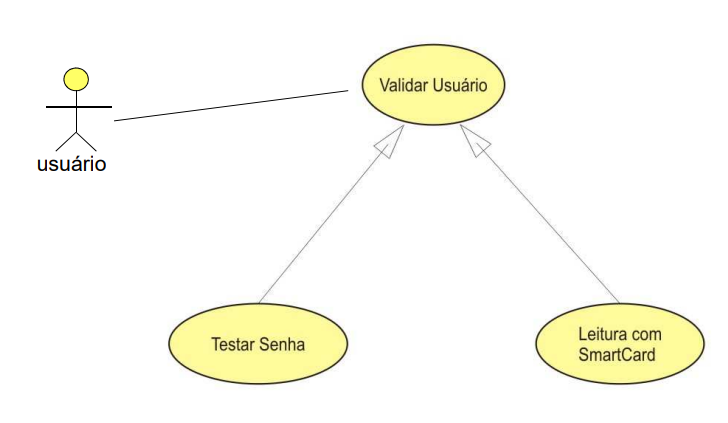 Validar Usuário
usuário
Testar Senha
Leitura com
SmartCard